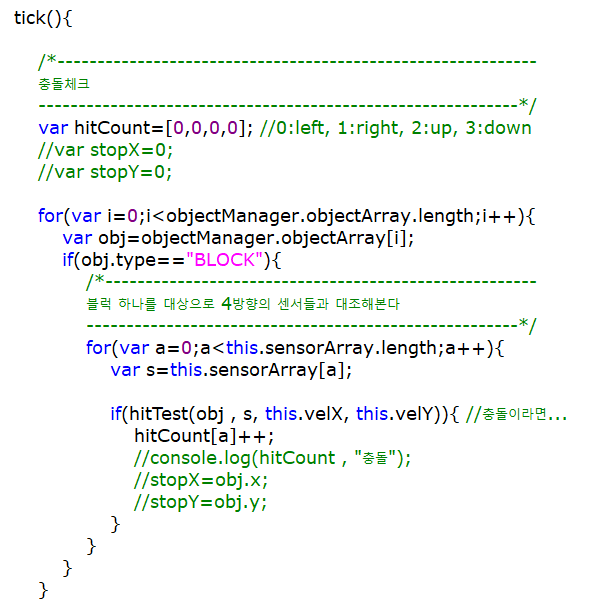 tick(){
/*------------------------------------------------------------
충돌체크
------------------------------------------------------------*/
var hitCount=[0,0,0,0]; //0:left, 1:right, 2:up, 3:down
//var stopX=0;
//var stopY=0;
for(var i=0;i<objectManager.objectArray.length;i++){
var obj=objectManager.objectArray[i];
if(obj.type=="BLOCK"){
/*------------------------------------------------------
블럭 하나를 대상으로 4방향의 센서들과 대조해본다
------------------------------------------------------*/
for(var a=0;a<this.sensorArray.length;a++){
var s=this.sensorArray[a];
if(hitTest(obj , s, this.velX, this.velY)){ //충돌이라면...
hitCount[a]++;
//console.log(hitCount , "충돌");
//stopX=obj.x;
//stopY=obj.y;
}
}
}
}